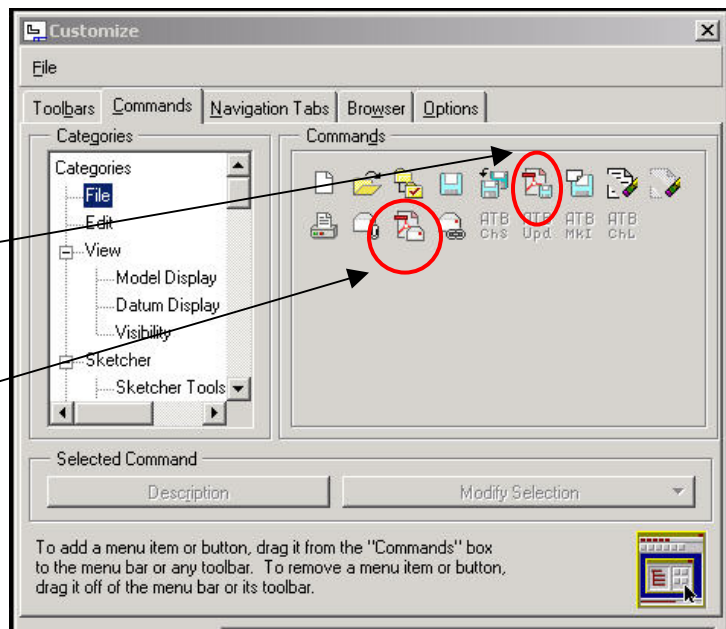 Customize
File
Toolbars Commands Navigation Tabs Browser Options
Categories
Commands
Categories
File
Edit
View
Model Display
Datum Display
Visibility
Sketcher
Sketcher Tools
ATB ChS ATB Upd ATB MKI ATB ChL
Selected Command
Description
Modify Selection
To add a menu item or button, drag it from the "Commands" box
to the menu bar or any toolbar. To remove a menu item or button,
drag it off of the menu bar or its toolbar.